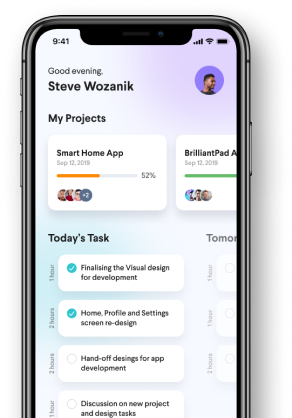 9:41
Good evening.
Steve Wozanik
My Projects
Smart Home App
Sep 12, 2019
52%
+2
BrilliantPad A
Sep 12, 2019
Today's Task
Tomor
1 hour
Finalising the Visual design
for development
1 hour
2 hours
Home, Profile and Settings
screen re-design
1 hour
2 hours
Hand-off desings for app
development
2 hours
1 hour
Discussion on new project
and design tasks